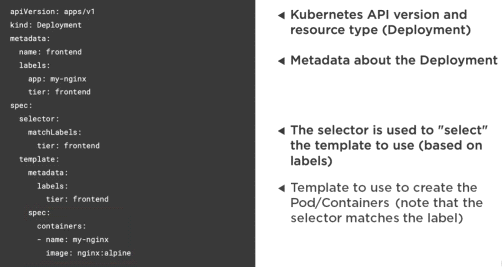 apiVersion: apps/v1
kind: Deployment
metadata:
  name: frontend
  labels:
    app: my-nginx
    tier: frontend
spec:
  selector:
    matchLabels:
      tier: frontend
  template:
    metadata:
      labels:
        tier: frontend
    spec:
      containers:
      - name: my-nginx
        image: nginx:alpine
◄ Kubernetes API version and
resource type (Deployment)
◄ Metadata about the Deployment
◄ The selector is used to "select"
the template to use (based on
labels)
◄ Template to use to create the
Pod/Containers (note that the
selector matches the label)